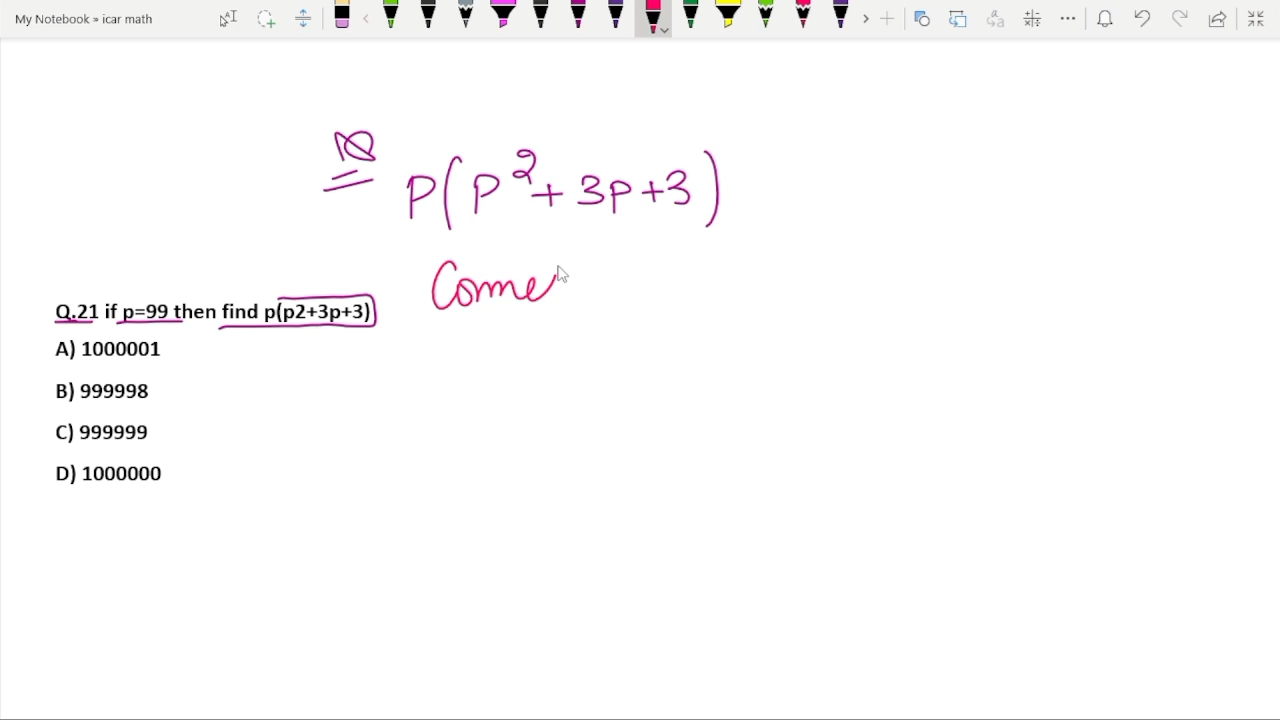 My Notebook » icar math
P(P²+3P+3)
Come
Q.21 if p=99 then find p(p2+3p+3)
A) 1000001
B) 999998
C) 999999
D) 1000000